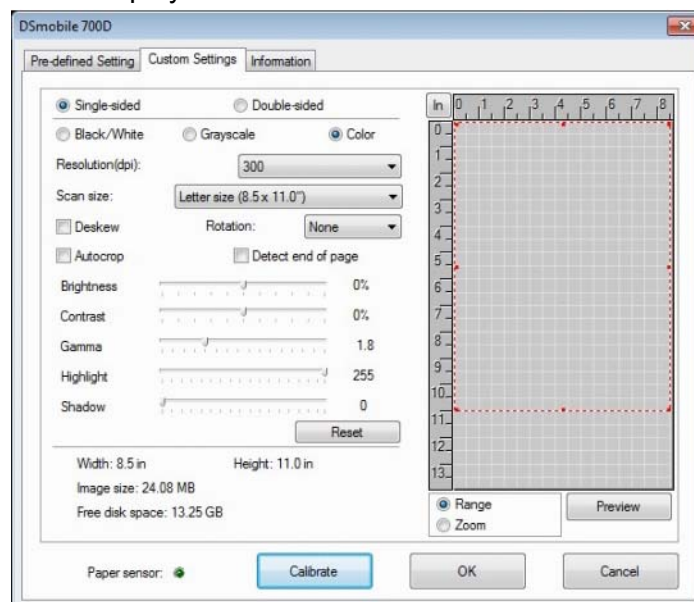 DSmobile 700D
Pre-defined Setting Custom Settings Information
Single-sided Double-sided
Black/White Grayscale Color
Resolution(dpi): 300
Scan size: Letter size (8.5 x 11.0")
Deskew Rotation: None
Autocrop Detect end of page
Brightness 0%
Contrast 0%
Gamma 1.8
Highlight 255
Shadow 0
Reset
Width: 8.5 in Height: 11.0 in
Image size: 24.08 MB
Free disk space: 13.25 GB
In 0 1 2 3 4 5 6 7 8
0
1
2
3
4
5
6
7
8
9
10
11
12
13
Range
Zoom
Preview
Paper sensor: Calibrate OK Cancel